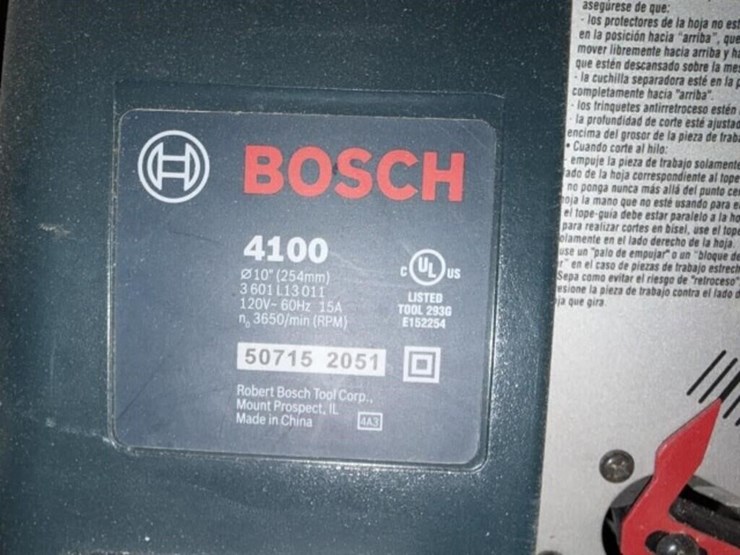 BOSCH
4100
Ø10" (254mm)
3 601 L13 011
120V~ 60Hz 15A
n₀ 3650/min (RPM)
50715 2051
Robert Bosch Tool Corp.,
Mount Prospect, IL
Made in China
4A3
C UL US
LISTED
TOOL 293G
E152254
asegúrese de que:
- los protectores de la hoja no
en la posición hacia "arriba", que
mover libremente hacia arriba y
que estén descansado sobre la
- la cuchilla separadora esté en la
completamente hacia "arriba".
- los trinquetes antirretroceso estén
la profundidad de corte esté
encima del grosor de la pieza de
• Cuando corte al hilo:
- empuje la pieza de trabajo solamente
lado de la hoja correspondiente al tope
no ponga nunca más allá del punto
hoja la mano que no esté usando para
el tope-guía debe estar paralelo a la
para realizar cortes en bisel, use el
solamente en el lado derecho de la hoja.
use un "palo de empujar" o un "bloque de
" en el caso de piezas de trabajo
Sepa como evitar el riesgo de "retroceso"
la pieza de trabajo contra el lado
que gira.